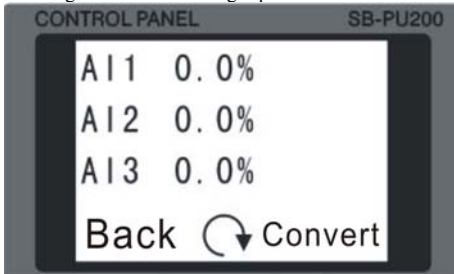 CONTROL PANEL SB-PU200
AI1 0.0%
AI2 0.0%
AI3 0.0%
Back Convert